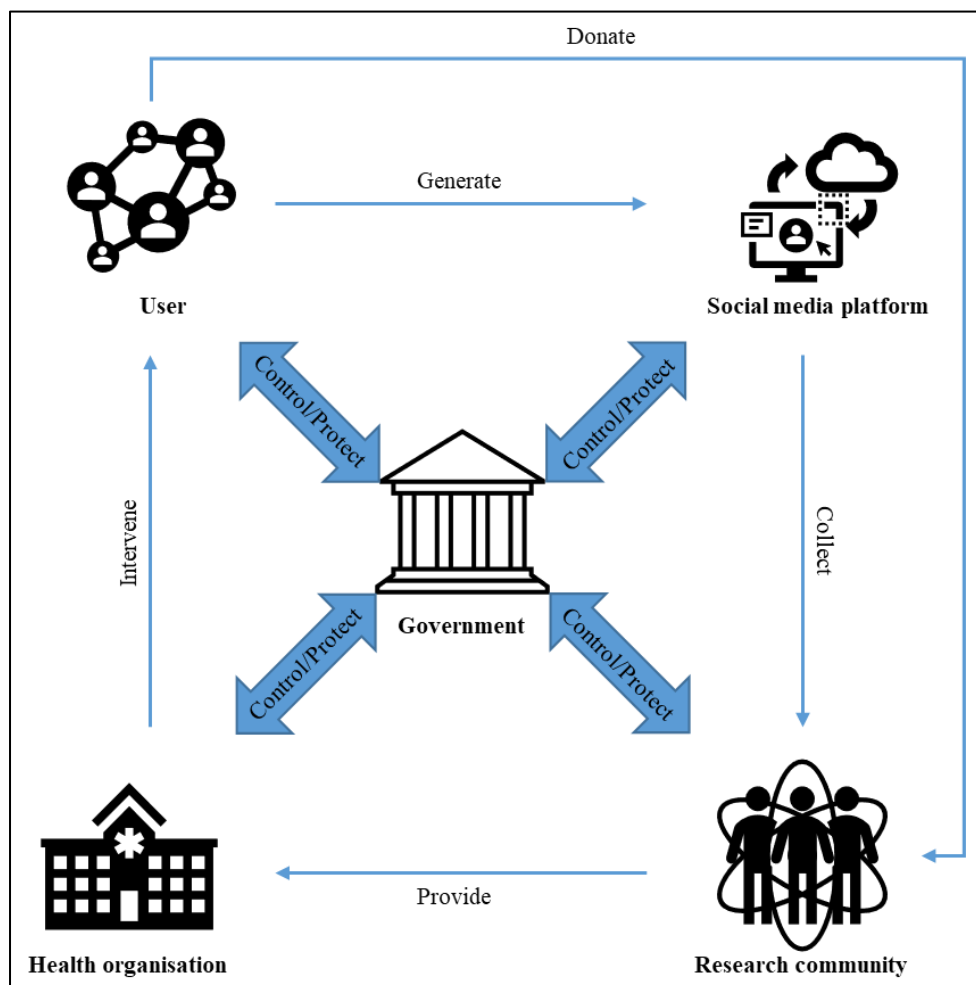 Donate
Generate
User
Social media platform
Control/Protect
Control/Protect
Intervene
Collect
Government
Control/Protect
Control/Protect
Provide
Health organisation
Research community